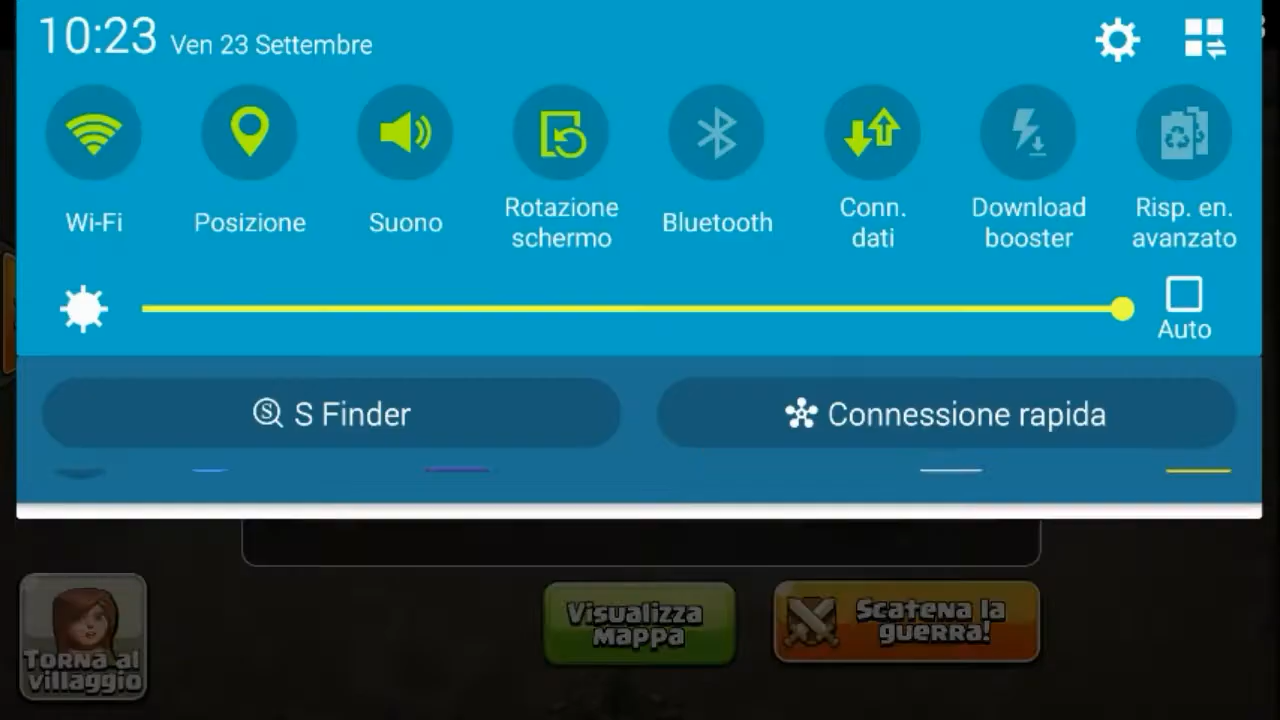 10:23 Ven 23 Settembre
Wi-Fi
Posizione
Suono
Rotazione
schermo
Bluetooth
Conn.
dati
Download
booster
Risp. en.
avanzato
Auto
S Finder
Connessione rapida
Torna al
villaggio
Visualizza
mappa
Scatena la
guerra!